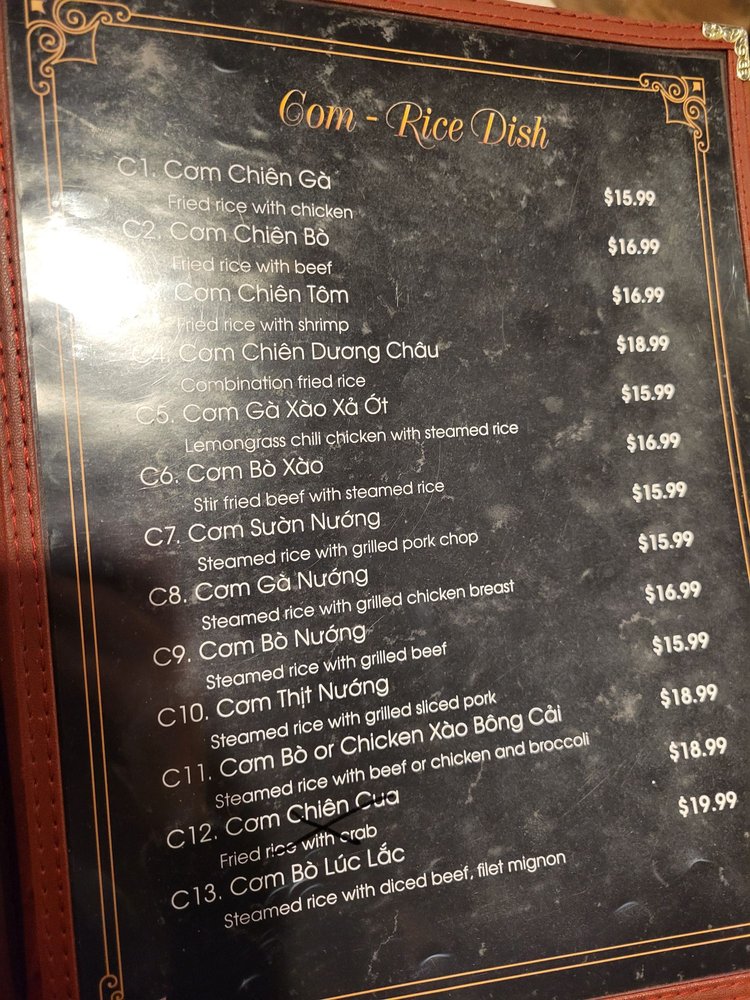 Com - Rice Dish
C1. Cơm Chiên Gà
$15.99
Fried rice with chicken
C2. Cơm Chiên Bò
$16.99
Fried rice with beef
Cơm Chiên Tôm
$16.99
Fried rice with shrimp
C4. Cơm Chiên Dương Châu
$18.99
Combination fried rice
C5. Cơm Gà Xào Xả Ớt
$15.99
Lemongrass chili chicken with steamed rice
C6. Cơm Bò Xào
$16.99
Stir fried beef with steamed rice
C7. Cơm Sườn Nướng
$15.99
Steamed rice with grilled pork chop
C8. Cơm Gà Nướng
$15.99
Steamed rice with grilled chicken breast
C9. Cơm Bò Nướng
$16.99
Steamed rice with grilled beef
C10. Cơm Thịt Nướng
$15.99
Steamed rice with grilled sliced pork
C11. Cơm Bò or Chicken Xào Bông Cải
$18.99
Steamed rice with beef or chicken and broccoli
C12. Cơm Chiên Cua
$18.99
Fried rice with crab
C13. Cơm Bò Lúc Lắc
$19.99
Steamed rice with diced beef, filet mignon